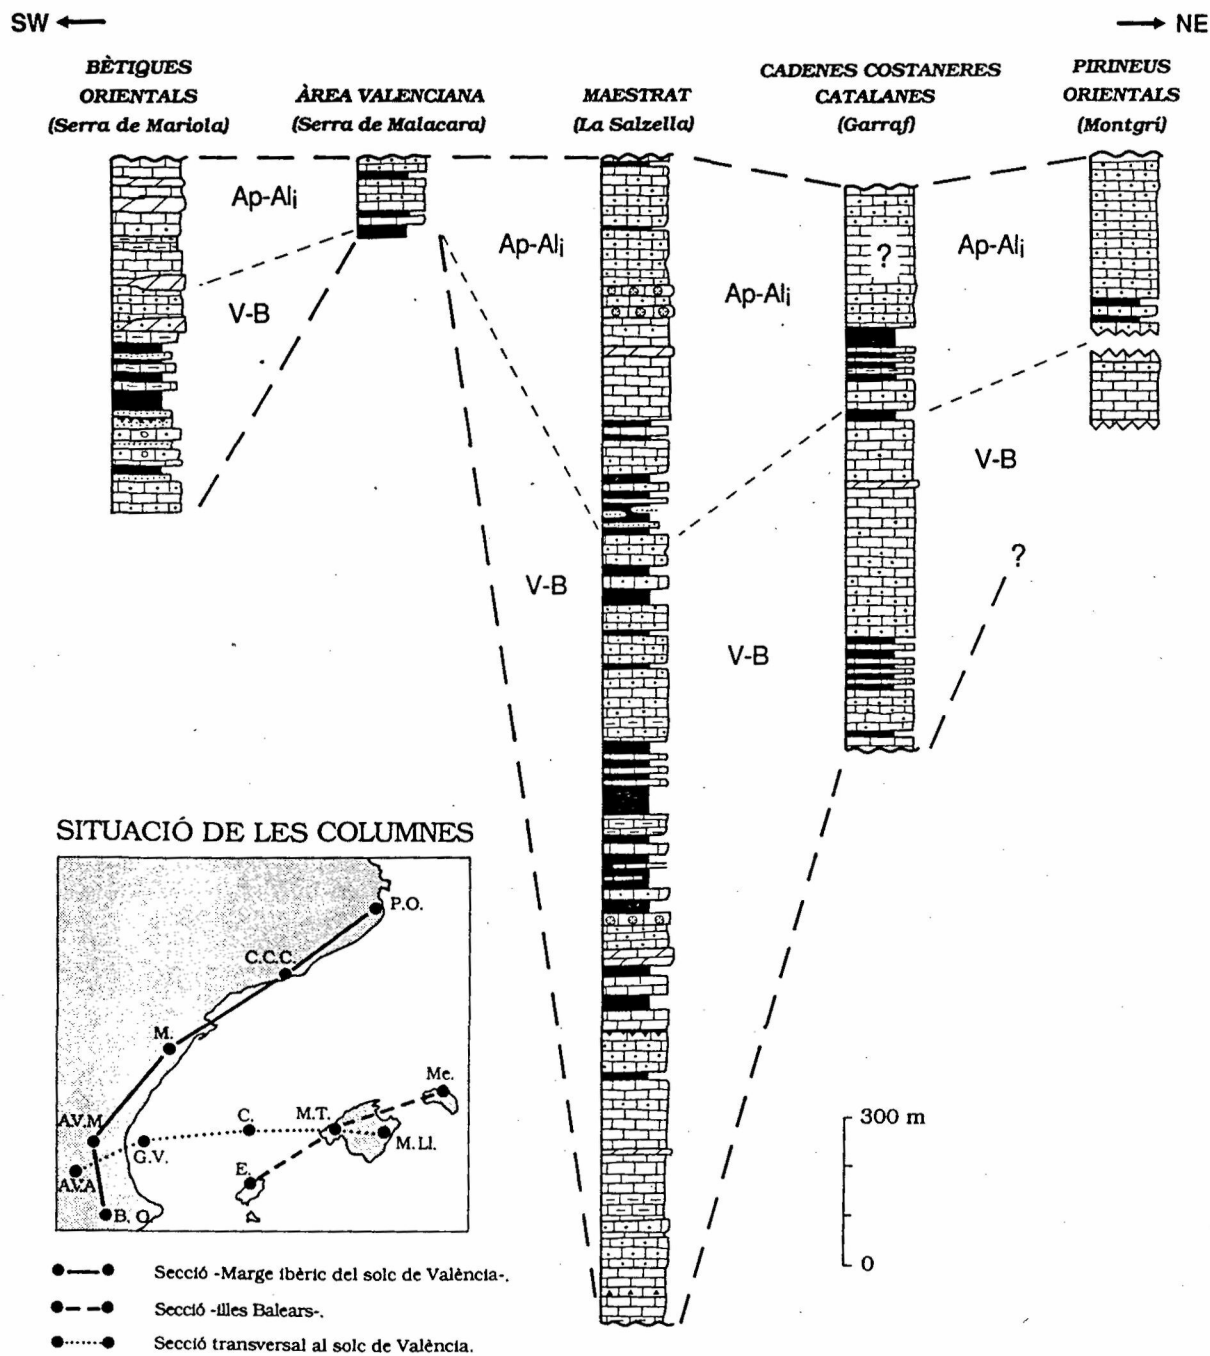 SW
NE
BÈTIQUES
ORIENTALS
(Serra de Mariola)
ÀREA VALENCIANA
(Serra de Malacara)
MAESTRAT
(La Salzella)
CADENES COSTANERES
CATALANES
(Garraf)
PIRINEUS
ORIENTALS
(Montgrí)
Ap-Ali
Ap-Ali
Ap-Ali
Ap-Ali
?
V-B
V-B
V-B
V-B
?
SITUACIÓ DE LES COLUMNES
P.O.
C.C.C.
M.
Me.
A.V.M.
C.
M.T.
G.V.
M.Ll.
A.V.A
E.
B. O.
300 m
0
Secció -Marge ibèric del solc de València-.
Secció -illes Balears-.
Secció transversal al solc de València.